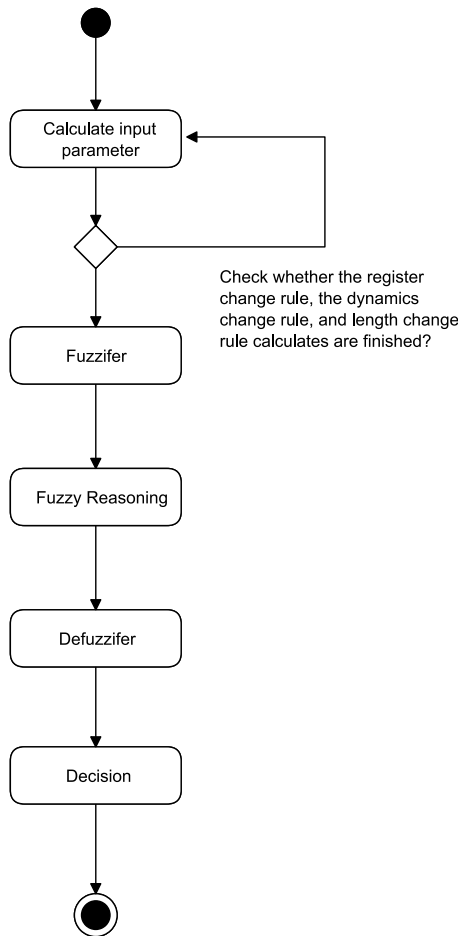 Calculate input
parameter
Check whether the register
change rule, the dynamics
change rule, and length change
rule calculates are finished?
Fuzzifer
Fuzzy Reasoning
Defuzzifer
Decision